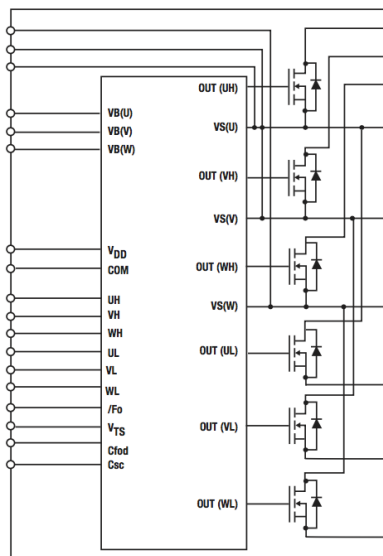 OUT (UH)
VB(U)
VS(U)
VB(V)
VB(W)
OUT (VH)
VS(V)
VDD
COM
OUT (WH)
UH
VS(W)
VH
WH
UL
OUT (UL)
VL
WL
/Fo
VTS
OUT (VL)
Cfod
Csc
OUT (WL)